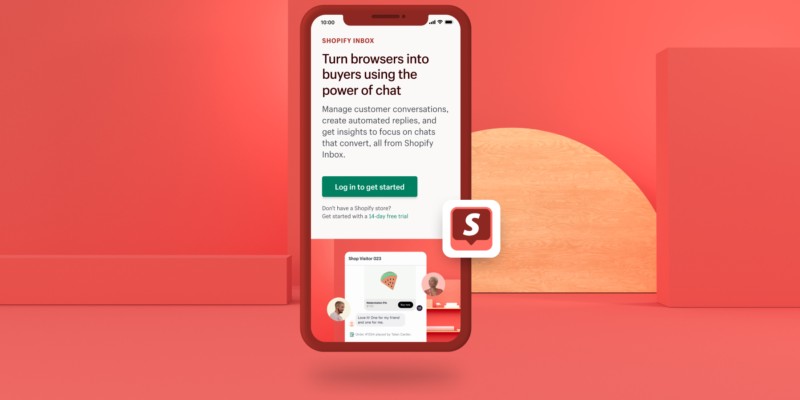 10:00
SHOPIFY INBOX
Turn browsers into
buyers using the
power of chat
Manage customer conversations,
create automated replies, and
get insights to focus on chats
that convert, all from Shopify
Inbox.
Log in to get started
Don't have a Shopify store?
Get started with a 14-day free trial
S
Shop Visitor 023
Love it! One for my friend
and one for me.